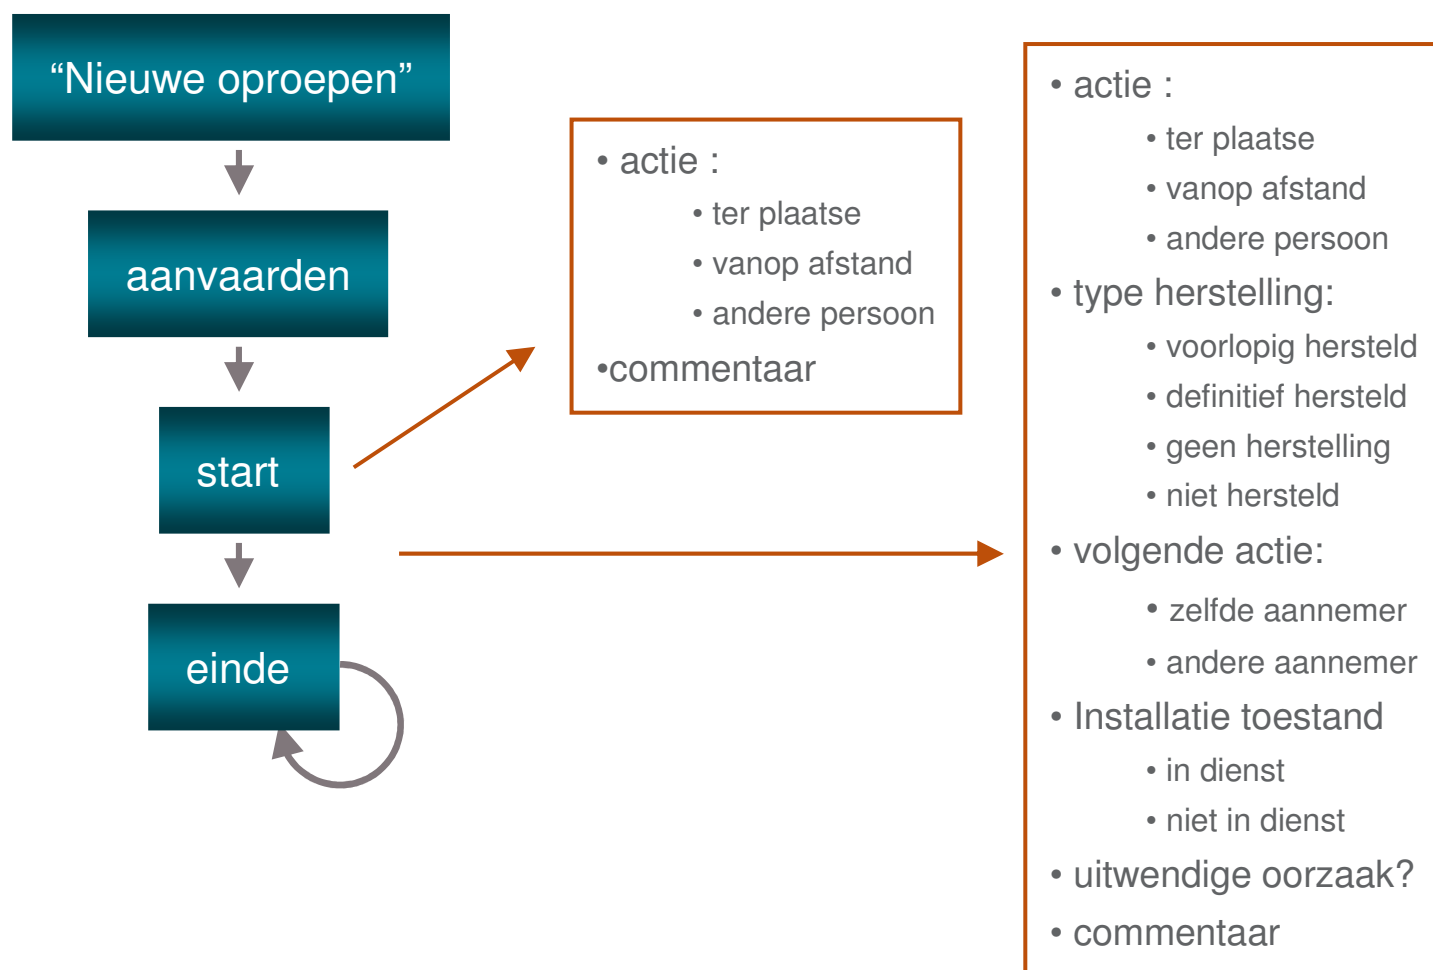 “Nieuwe oproepen”
aanvaarden
start
einde
• actie :
• ter plaatse
• vanop afstand
• andere persoon
•commentaar
• actie :
• ter plaatse
• vanop afstand
• andere persoon
• type herstelling:
• voorlopig hersteld
• definitief hersteld
• geen herstelling
• niet hersteld
• volgende actie:
• zelfde aannemer
• andere aannemer
• Installatie toestand
• in dienst
• niet in dienst
• uitwendige oorzaak?
• commentaar